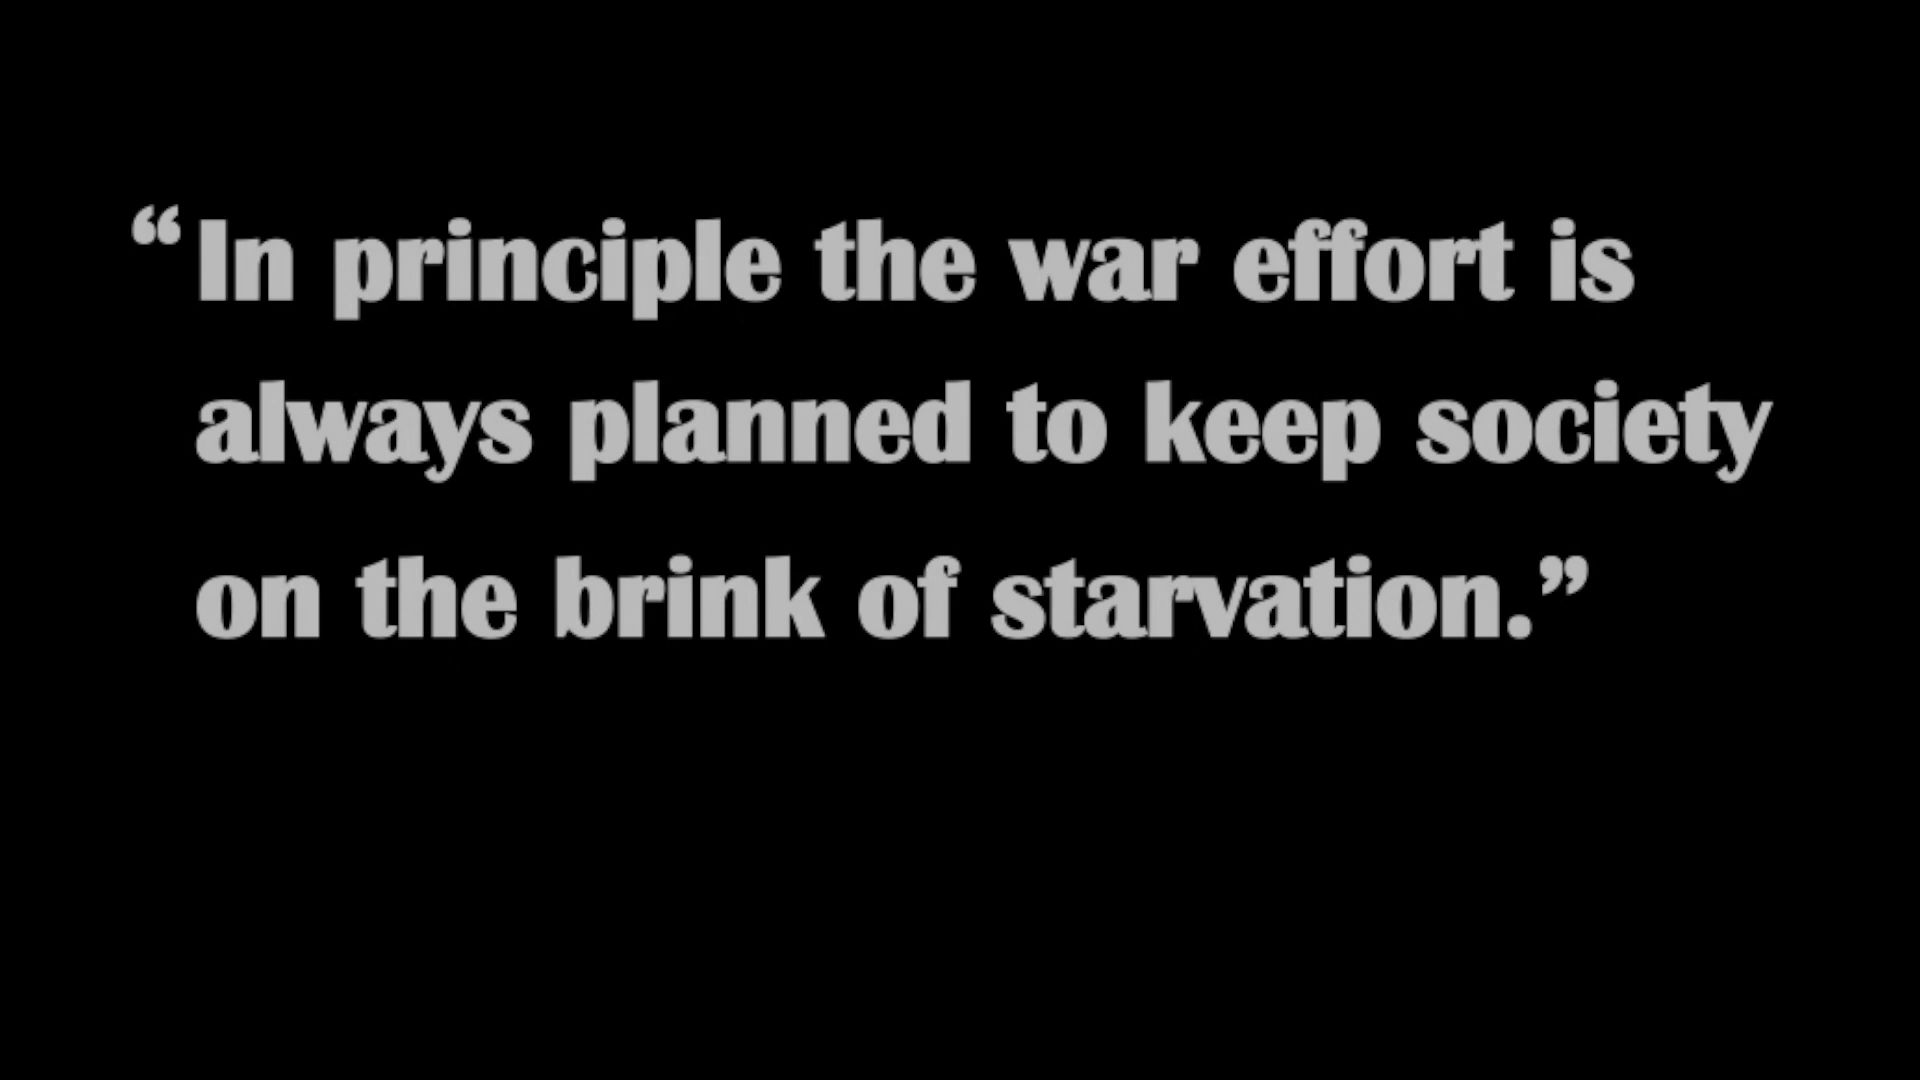 “In principle the war effort is
always planned to keep society
on the brink of starvation.”